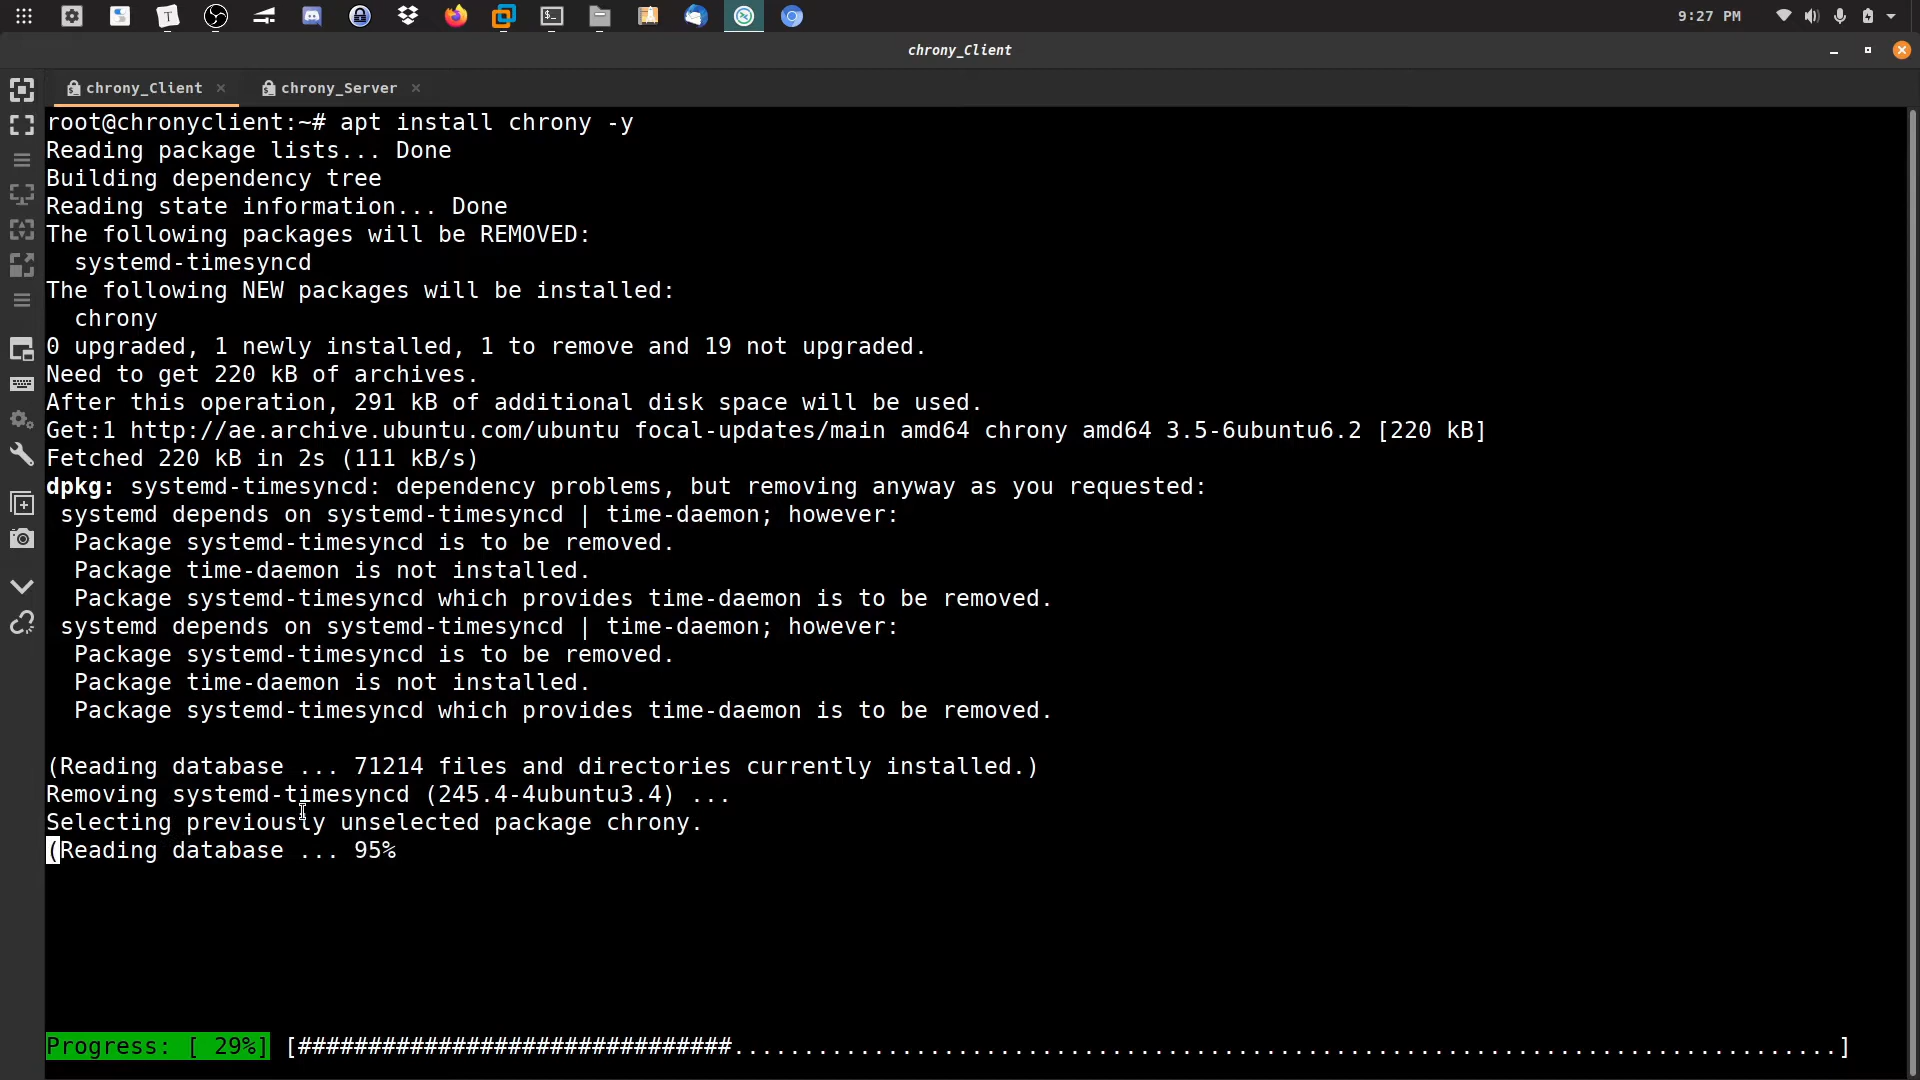 9:27 PM
chrony_Client
chrony_Client × chrony_Server ×
root@chronyclient:~# apt install chrony -y
Reading package lists... Done
Building dependency tree
Reading state information... Done
The following packages will be REMOVED:
  systemd-timesyncd
The following NEW packages will be installed:
  chrony
0 upgraded, 1 newly installed, 1 to remove and 19 not upgraded.
Need to get 220 kB of archives.
After this operation, 291 kB of additional disk space will be used.
Get:1 http://ae.archive.ubuntu.com/ubuntu focal-updates/main amd64 chrony amd64 3.5-6ubuntu6.2 [220 kB]
Fetched 220 kB in 2s (111 kB/s)
dpkg: systemd-timesyncd: dependency problems, but removing anyway as you requested:
 systemd depends on systemd-timesyncd | time-daemon; however:
  Package systemd-timesyncd is to be removed.
  Package time-daemon is not installed.
  Package systemd-timesyncd which provides time-daemon is to be removed.
 systemd depends on systemd-timesyncd | time-daemon; however:
  Package systemd-timesyncd is to be removed.
  Package time-daemon is not installed.
  Package systemd-timesyncd which provides time-daemon is to be removed.
(Reading database ... 71214 files and directories currently installed.)
Removing systemd-timesyncd (245.4-4ubuntu3.4) ...
Selecting previously unselected package chrony.
(Reading database ... 95%
Progress: [ 29%] [###############################...............................................................................]